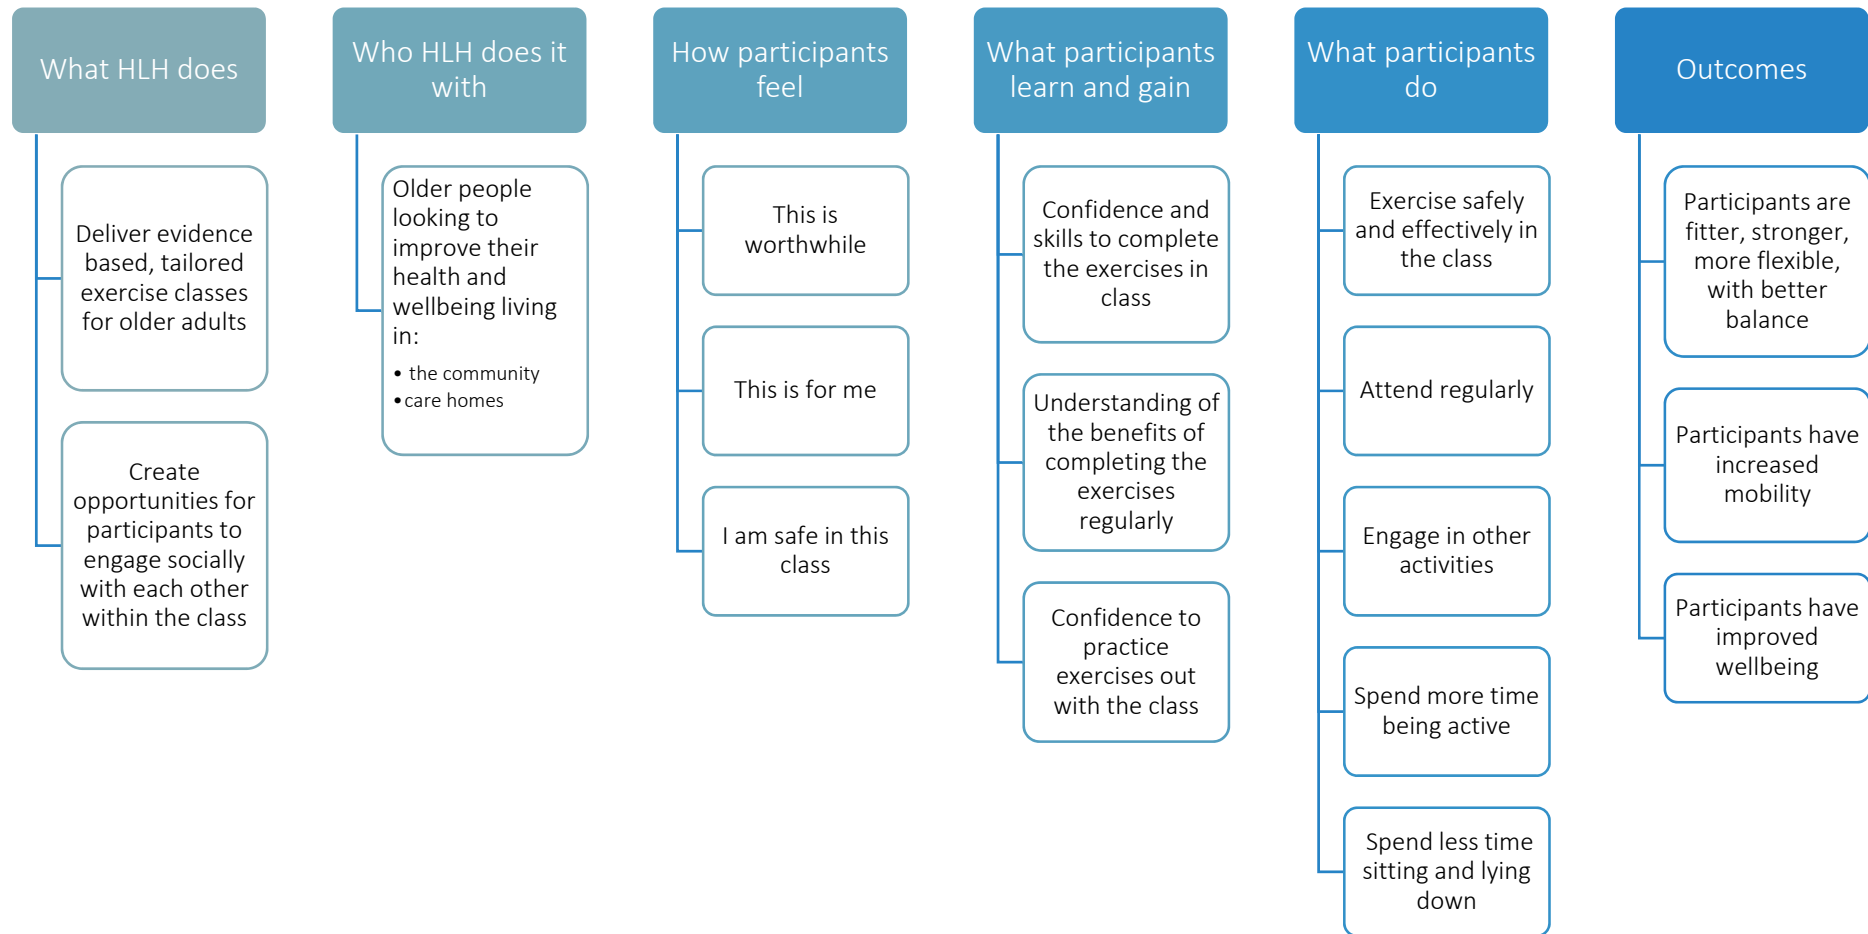 What HLH does
Deliver evidence
based, tailored
exercise classes
for older adults
Create
opportunities for
participants to
engage socially
with each other
within the class
Who HLH does it
with
Older people
looking to
improve their
health and
wellbeing living
in:
• the community
• care homes
How participants
feel
This is
worthwhile
This is for me
I am safe in this
class
What participants
learn and gain
Confidence and
skills to complete
the exercises in
class
Understanding of
the benefits of
completing the
exercises
regularly
Confidence to
practice
exercises out
with the class
What participants
do
Exercise safely
and effectively in
the class
Attend regularly
Engage in other
activities
Spend more time
being active
Spend less time
sitting and lying
down
Outcomes
Participants are
fitter, stronger,
more flexible,
with better
balance
Participants have
increased
mobility
Participants have
improved
wellbeing